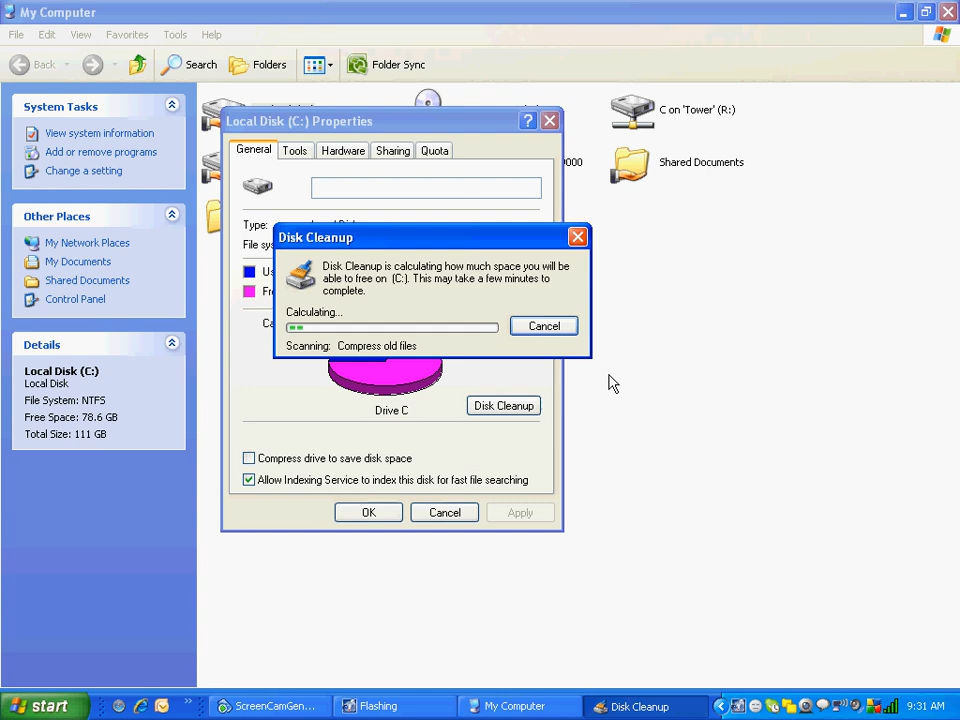 My Computer
File Edit View Favorites Tools Help
Back Search Folders Folder Sync
System Tasks
View system information
Add or remove programs
Change a setting
Other Places
My Network Places
My Documents
Shared Documents
Control Panel
Details
Local Disk (C:)
Local Disk
File System: NTFS
Free Space: 78.6 GB
Total Size: 111 GB
C on 'Tower' (R:)
Shared Documents
Local Disk (C:) Properties
General Tools Hardware Sharing Quota
Type:
File sy
Us
Fr
Ca
Disk Cleanup
Disk Cleanup is calculating how much space you will be
able to free on (C:). This may take a few minutes to
complete.
Calculating...
Cancel
Scanning: Compress old files
Drive C
Disk Cleanup
Compress drive to save disk space
Allow Indexing Service to index this disk for fast file searching
OK Cancel Apply
start
ScreenCamGen...
Flashing
My Computer
Disk Cleanup
9:31 AM